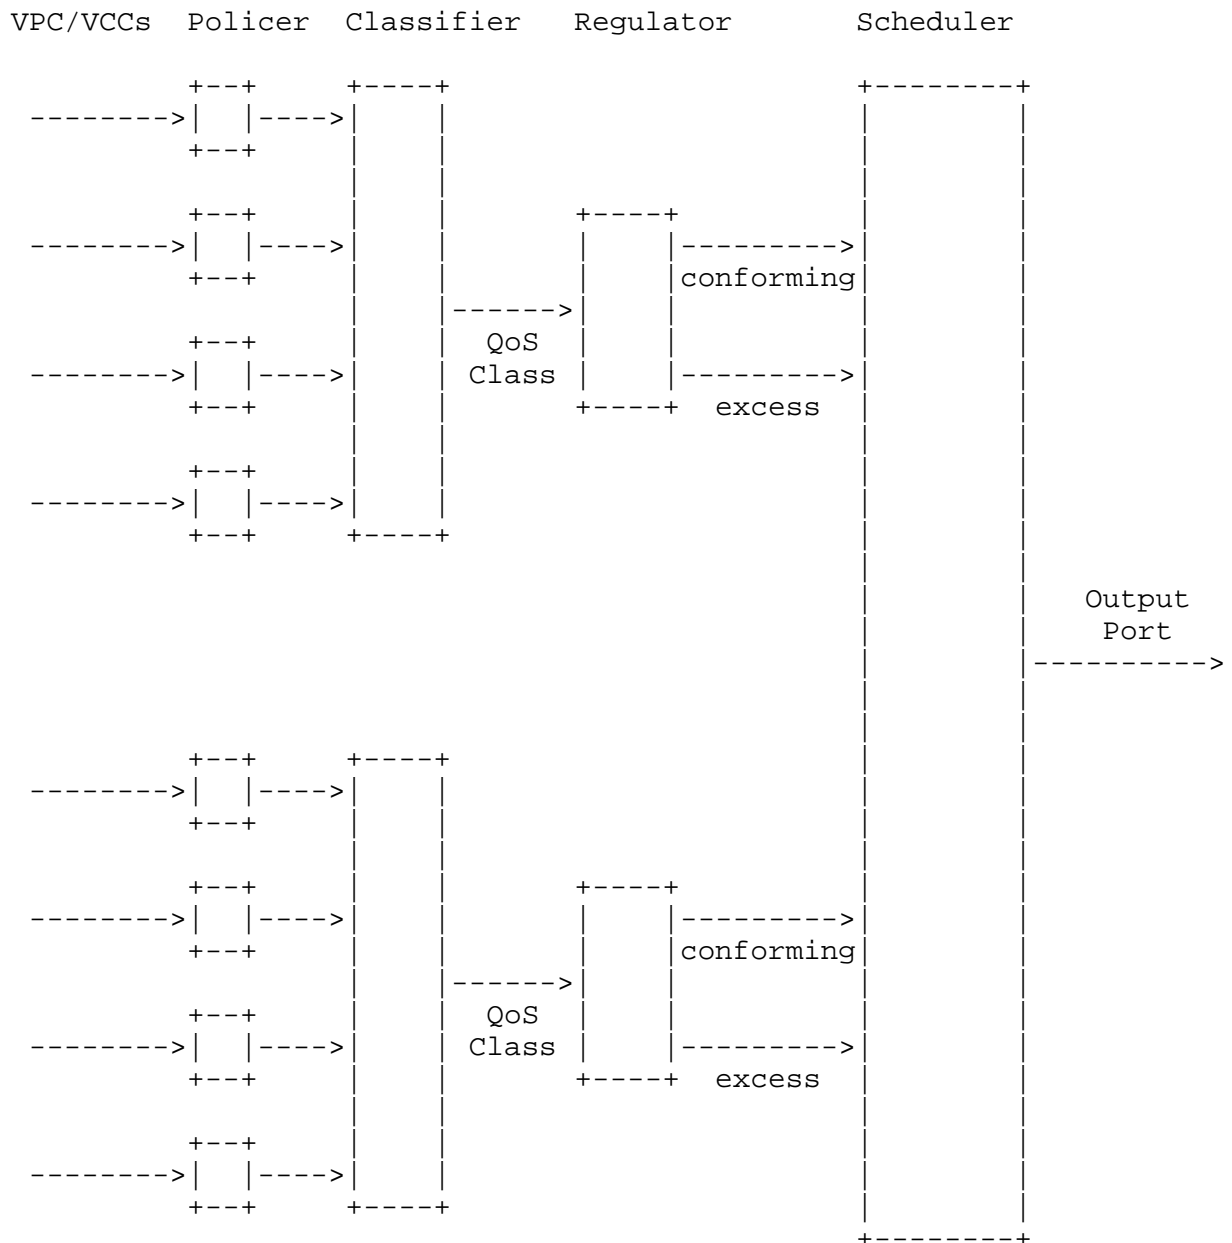 VPC/VCCs Policer Classifier Regulator Scheduler
conforming
QoS
Class
excess
Output
Port
conforming
QoS
Class
excess